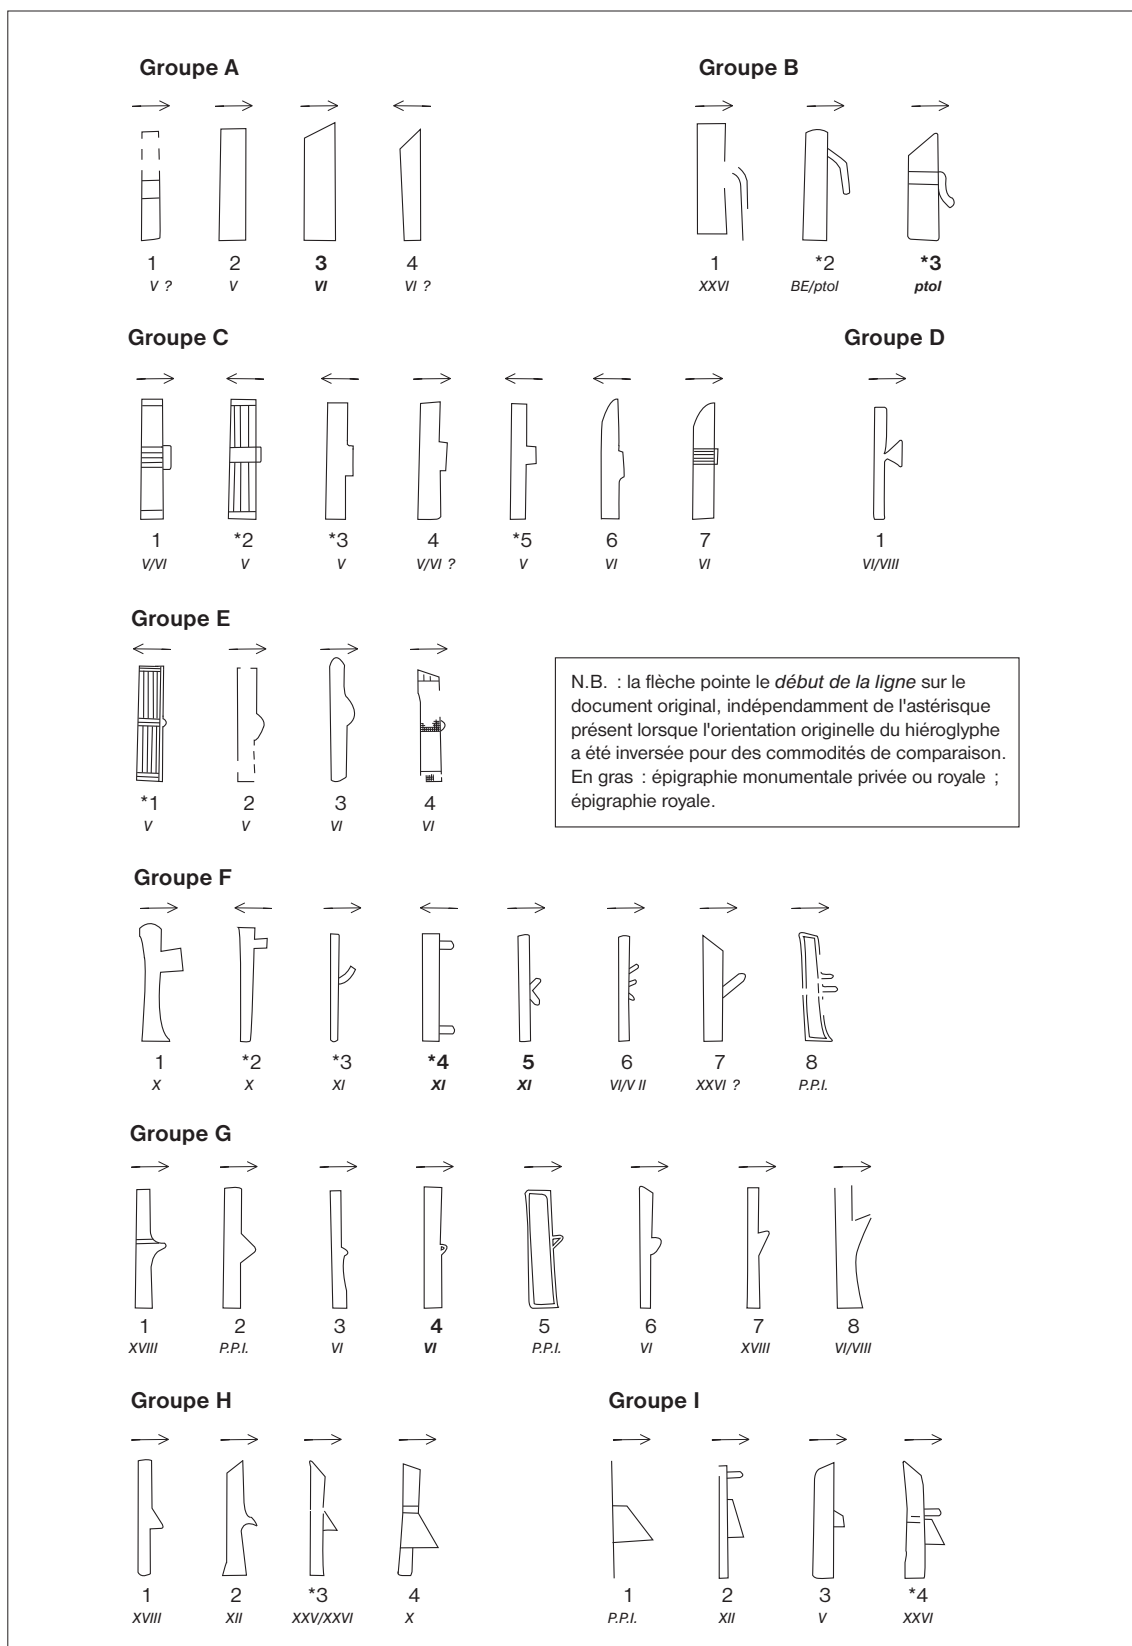 Groupe A Groupe B
1 2 3 4 1 *2 *3
V ? V VI VI ? XXVI BE/ptol ptol
Groupe C Groupe D
1 *2 *3 4 *5 6 7 1
V/VI V V V/VI ? V VI VI VI/VIII
Groupe E
*1 2 3 4
V V VI VI
N.B. : la flèche pointe le début de la ligne sur le
document original, indépendamment de l'astérisque
présent lorsque l'orientation originelle du hiéroglyphe
a été inversée pour des commodités de comparaison.
En gras : épigraphie monumentale privée ou royale ;
épigraphie royale.
Groupe F
1 *2 *3 *4 5 6 7 8
X X XI XI XI VI/V II XXVI ? P.P.I.
Groupe G
1 2 3 4 5 6 7 8
XVIII P.P.I. VI VI P.P.I. VI XVIII VI/VIII
Groupe H Groupe I
1 2 *3 4 1 2 3 *4
XVIII XII XXV/XXVI X P.P.I. XII V XXVI